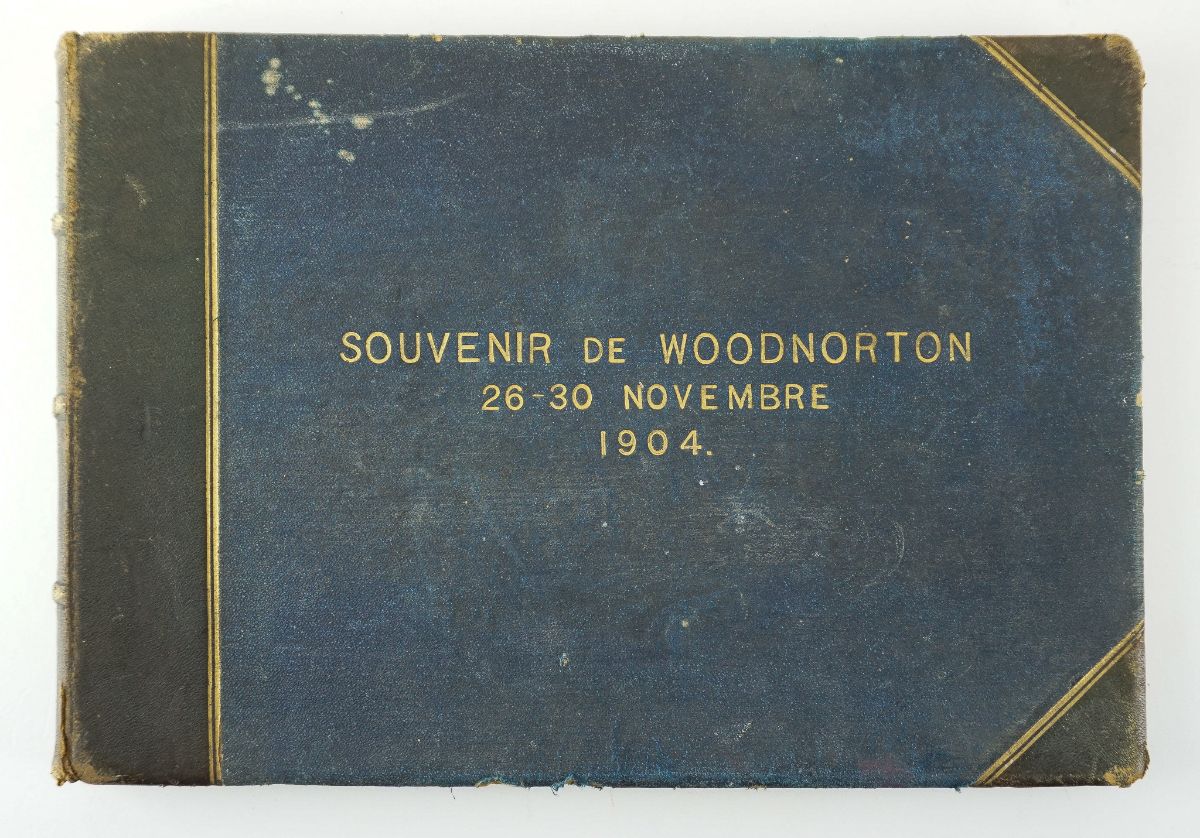 SOUVENIR DE WOODNORTON
26-30 NOVEMBRE
1904.